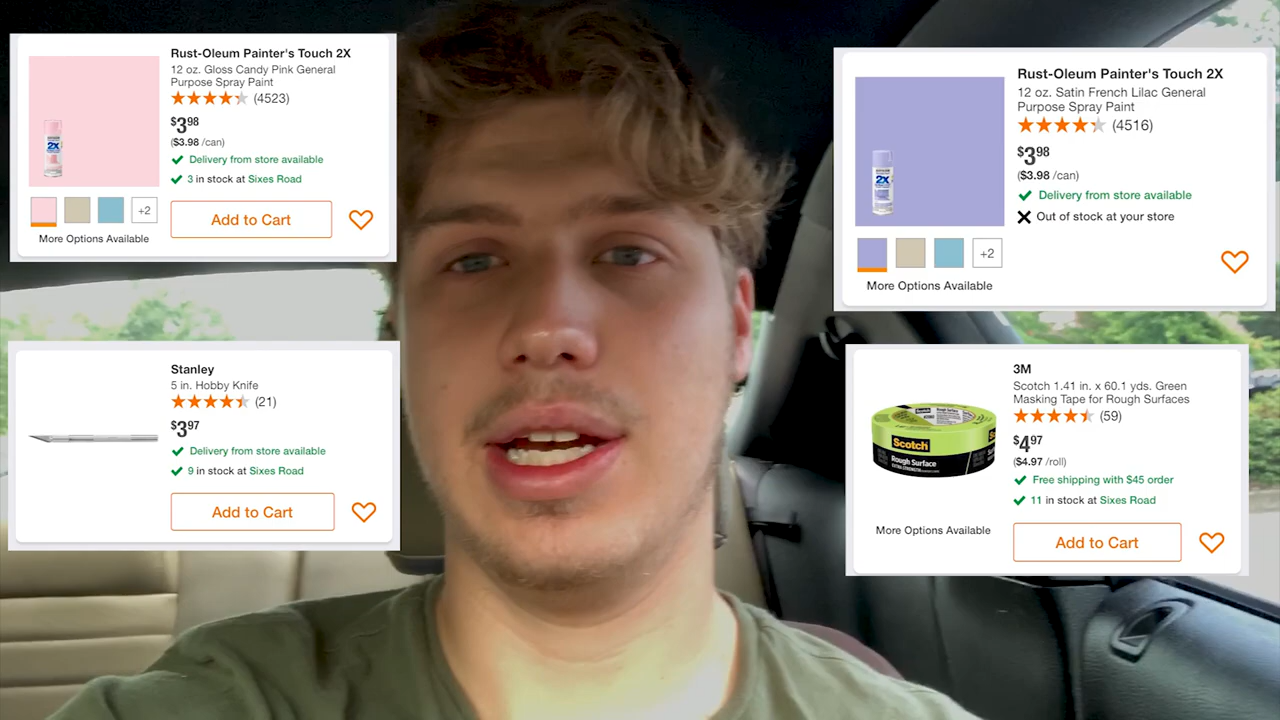 Rust-Oleum Painter's Touch 2X
12 oz. Gloss Candy Pink General
Purpose Spray Paint
(4523)
$3.98
($3.98 /can)
Delivery from store available
3 in stock at Sixes Road
2X
+2
Add to Cart
More Options Available
Rust-Oleum Painter's Touch 2X
12 oz. Satin French Lilac General
Purpose Spray Paint
(4516)
$3.98
($3.98 /can)
Delivery from store available
Out of stock at your store
2X
+2
More Options Available
Stanley
5 in. Hobby Knife
(21)
$3.97
Delivery from store available
9 in stock at Sixes Road
Add to Cart
3M
Scotch 1.41 in. x 60.1 yds. Green
Masking Tape for Rough Surfaces
(59)
$4.97
($4.97 /roll)
Free shipping with $45 order
11 in stock at Sixes Road
Scotch
Rough Surface
More Options Available
Add to Cart